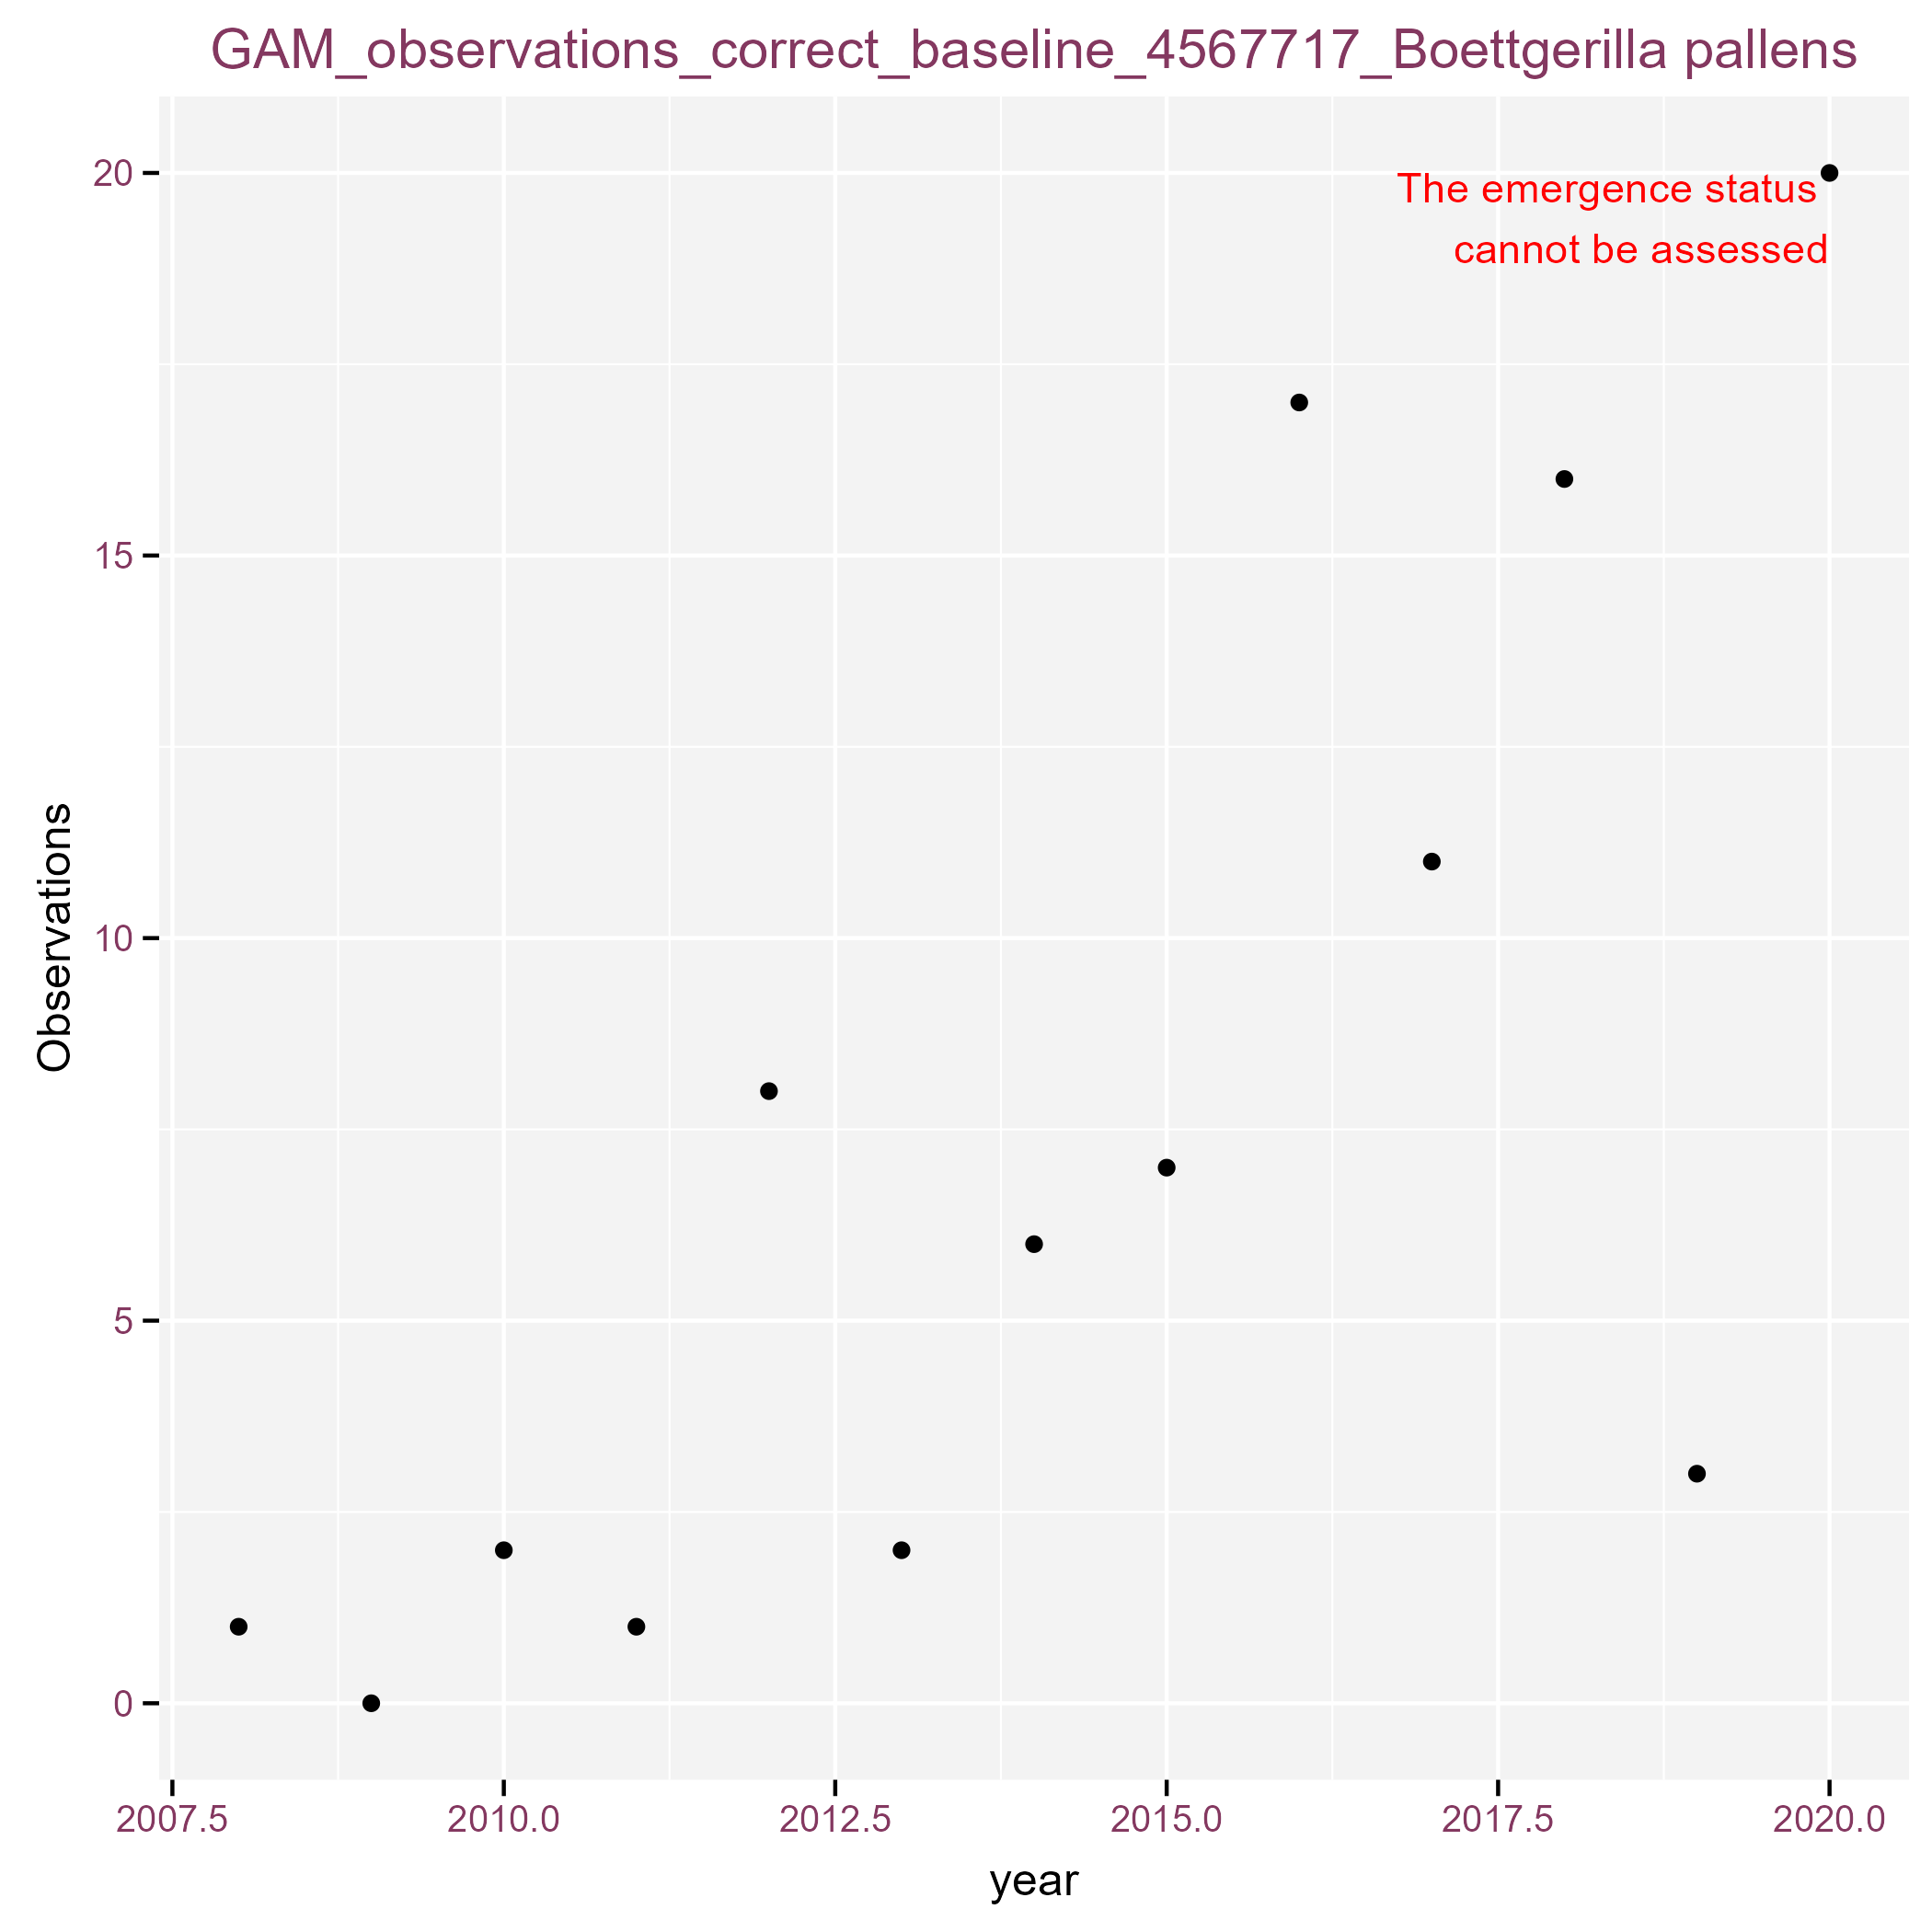 GAM_observations_correct_baseline_4567717_Boettgerilla pallens
20
The emergence status
cannot be assessed
15
10
5
0
Observations
2007.5 2010.0 2012.5 2015.0 2017.5 2020.0
year